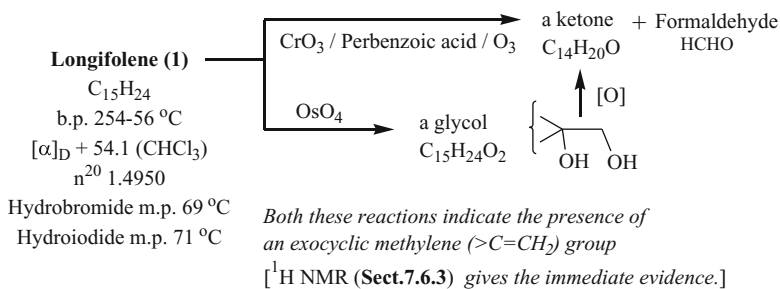 a ketone + Formaldehyde
CrO3 / Perbenzoic acid / O3 C14H20O HCHO
Longifolene (1)
C15H24
b.p. 254-56 °C
[α]D + 54.1 (CHCl3)
n20 1.4950
Hydrobromide m.p. 69 °C
Hydroiodide m.p. 71 °C
[O]
OsO4
a glycol
C15H24O2
OH OH
Both these reactions indicate the presence of
an exocyclic methylene (>C=CH2) group
[1H NMR (Sect.7.6.3) gives the immediate evidence.]